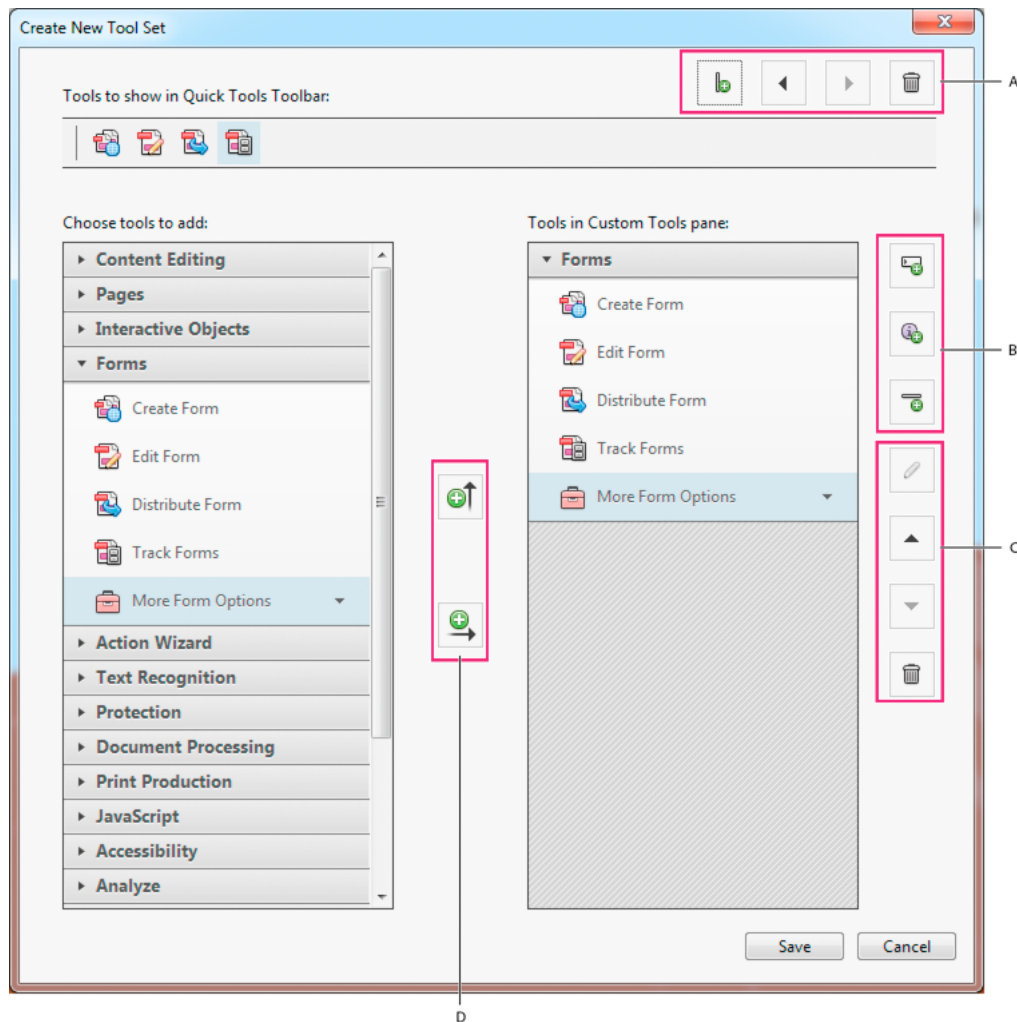 Create New Tool Set
A
Tools to show in Quick Tools Toolbar:
Choose tools to add:
Content Editing
Pages
Interactive Objects
Forms
Create Form
Edit Form
Distribute Form
Track Forms
More Form Options
Action Wizard
Text Recognition
Protection
Document Processing
Print Production
JavaScript
Accessibility
Analyze
Tools in Custom Tools pane:
Forms
Create Form
Edit Form
Distribute Form
Track Forms
More Form Options
B
C
D
Save
Cancel